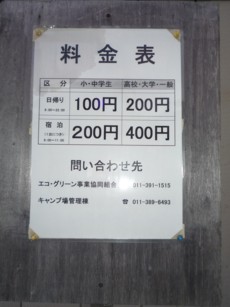 料金表
区分 小・中学生 高校・大学・一般
日帰り 100円 200円
宿泊 200円 400円
問い合わせ先
エコ・グリーン事業協同組合 011-391-1515
キャンプ場管理棟 ☎ 011-389-6493